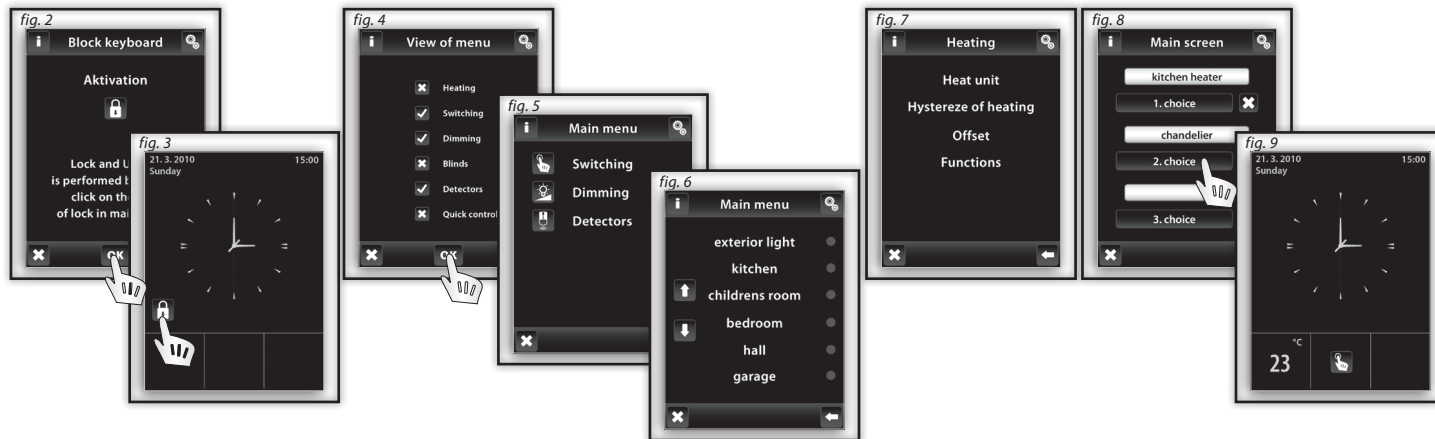 fig. 2
i Block keyboard
Aktivation
Lock and U
is performed b
click on th
of lock in mai
OK
fig. 3
21. 3. 2010 15:00
Sunday
fig. 4
i View of menu
Heating
Switching
Dimming
Blinds
Detectors
Quick control
OK
fig. 5
i Main menu
Switching
Dimming
Detectors
fig. 6
i Main menu
exterior light
kitchen
childrens room
bedroom
hall
garage
fig. 7
i Heating
Heat unit
Hystereze of heating
Offset
Functions
fig. 8
i Main screen
kitchen heater
1. choice
chandelier
2. choice
3. choice
fig. 9
21. 3. 2010 15:00
Sunday
23 °C